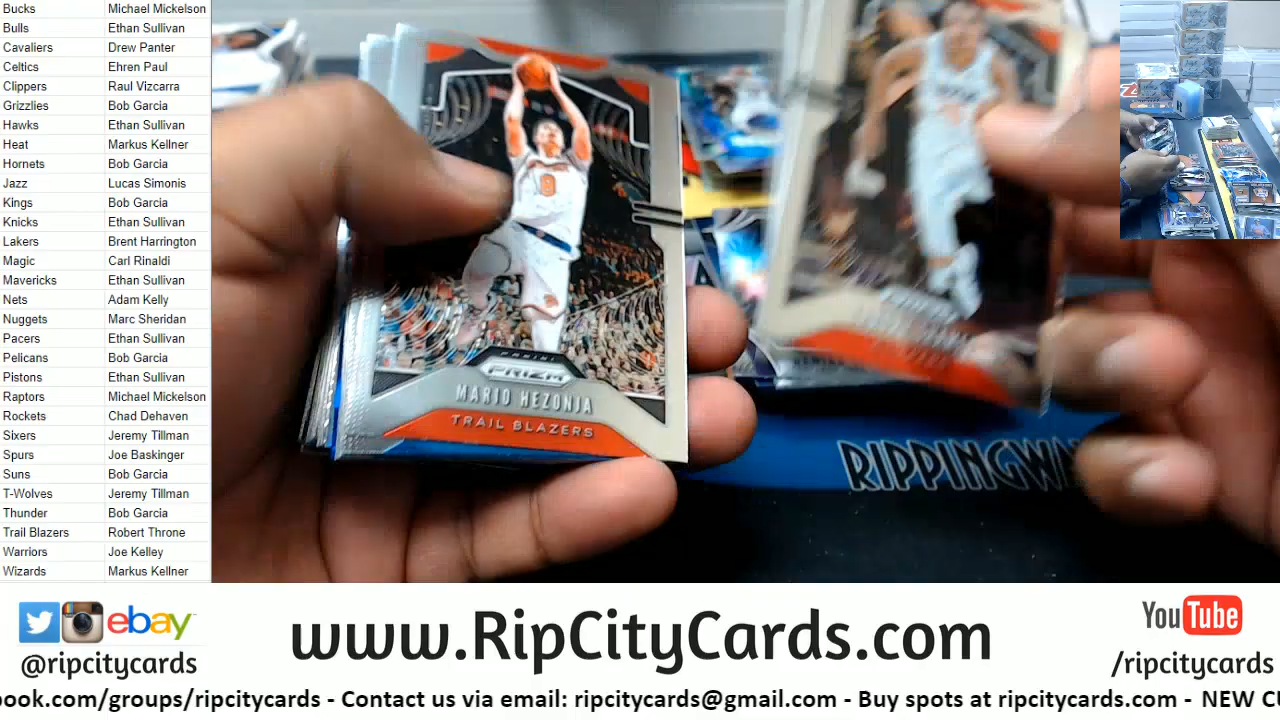 Bucks Michael Mickelson
Bulls Ethan Sullivan
Cavaliers Drew Panter
Celtics Ehren Paul
Clippers Raul Vizcarra
Grizzlies Bob Garcia
Hawks Ethan Sullivan
Heat Markus Kellner
Hornets Bob Garcia
Jazz Lucas Simonis
Kings Bob Garcia
Knicks Ethan Sullivan
Lakers Brent Harrington
Magic Carl Rinaldi
Mavericks Ethan Sullivan
Nets Adam Kelly
Nuggets Marc Sheridan
Pacers Ethan Sullivan
Pelicans Bob Garcia
Pistons Ethan Sullivan
Raptors Michael Mickelson
Rockets Chad Dehaven
Sixers Jeremy Tillman
Spurs Joe Baskinger
Suns Bob Garcia
T-Wolves Jeremy Tillman
Thunder Bob Garcia
Trail Blazers Robert Throne
Warriors Joe Kelley
Wizards Markus Kellner
8
PANINI
PRIZM
MARIO HEZONJA
TRAIL BLAZERS
RIPPINGW
ebay
@ripcitycards
www.RipCityCards.com
YouTube
/ripcitycards
book.com/groups/ripcitycards - Contact us via email: ripcitycards@gmail.com - Buy spots at ripcitycards.com - NEW C